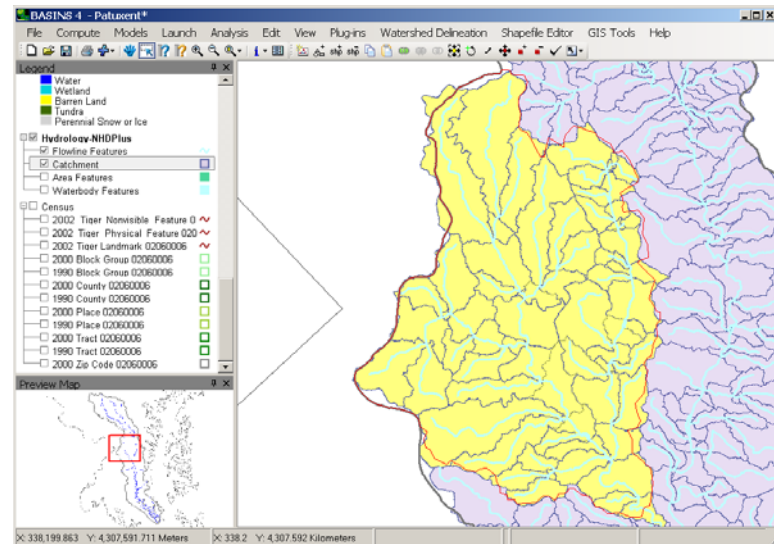 BASINS 4 - Patuxent*
File Compute Models Launch Analysis Edit View Plug-ins Watershed Delineation Shapefile Editor GIS Tools Help
Legend
Water
Wetland
Barren Land
Tundra
Perennial Snow or Ice
Hydrology-NHDPlus
Flowline Features
Catchment
Area Features
Waterbody Features
Census
2002 Tiger Nonvisible Feature 0
2002 Tiger Physical Feature 020
2002 Tiger Landmark 02060006
2000 Block Group 02060006
1990 Block Group 02060006
2000 County 02060006
1990 County 02060006
2000 Place 02060006
1990 Place 02060006
2000 Tract 02060006
1990 Tract 02060006
2000 Zip Code 02060006
Preview Map
X: 338,199.863 Y: 4,307,591.711 Meters X: 338.2 Y: 4,307.592 Kilometers